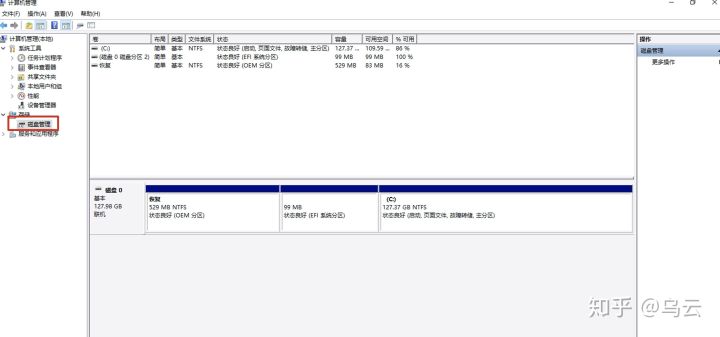 计算机管理
文件(F) 操作(A) 查看(V) 帮助(H)
计算机管理(本地)
系统工具
任务计划程序
事件查看器
共享文件夹
本地用户和组
性能
设备管理器
存储
磁盘管理
服务和应用程序
卷 布局 类型 文件系统 状态 容量 可用空间 % 可用
(C:) 简单 基本 NTFS 状态良好 (启动, 页面文件, 故障转储, 主分区) 127.37 ... 109.59 ... 86 %
(磁盘 0 磁盘分区 2) 简单 基本 状态良好 (EFI 系统分区) 99 MB 99 MB 100 %
恢复 简单 基本 NTFS 状态良好 (OEM 分区) 529 MB 83 MB 16 %
磁盘 0
基本
127.98 GB
联机
恢复
529 MB NTFS
状态良好 (OEM 分区)
99 MB
状态良好 (EFI 系统分区)
(C:)
127.37 GB NTFS
状态良好 (启动, 页面文件, 故障转储, 主分区)
操作
磁盘管理
更多操作
知乎 @乌云